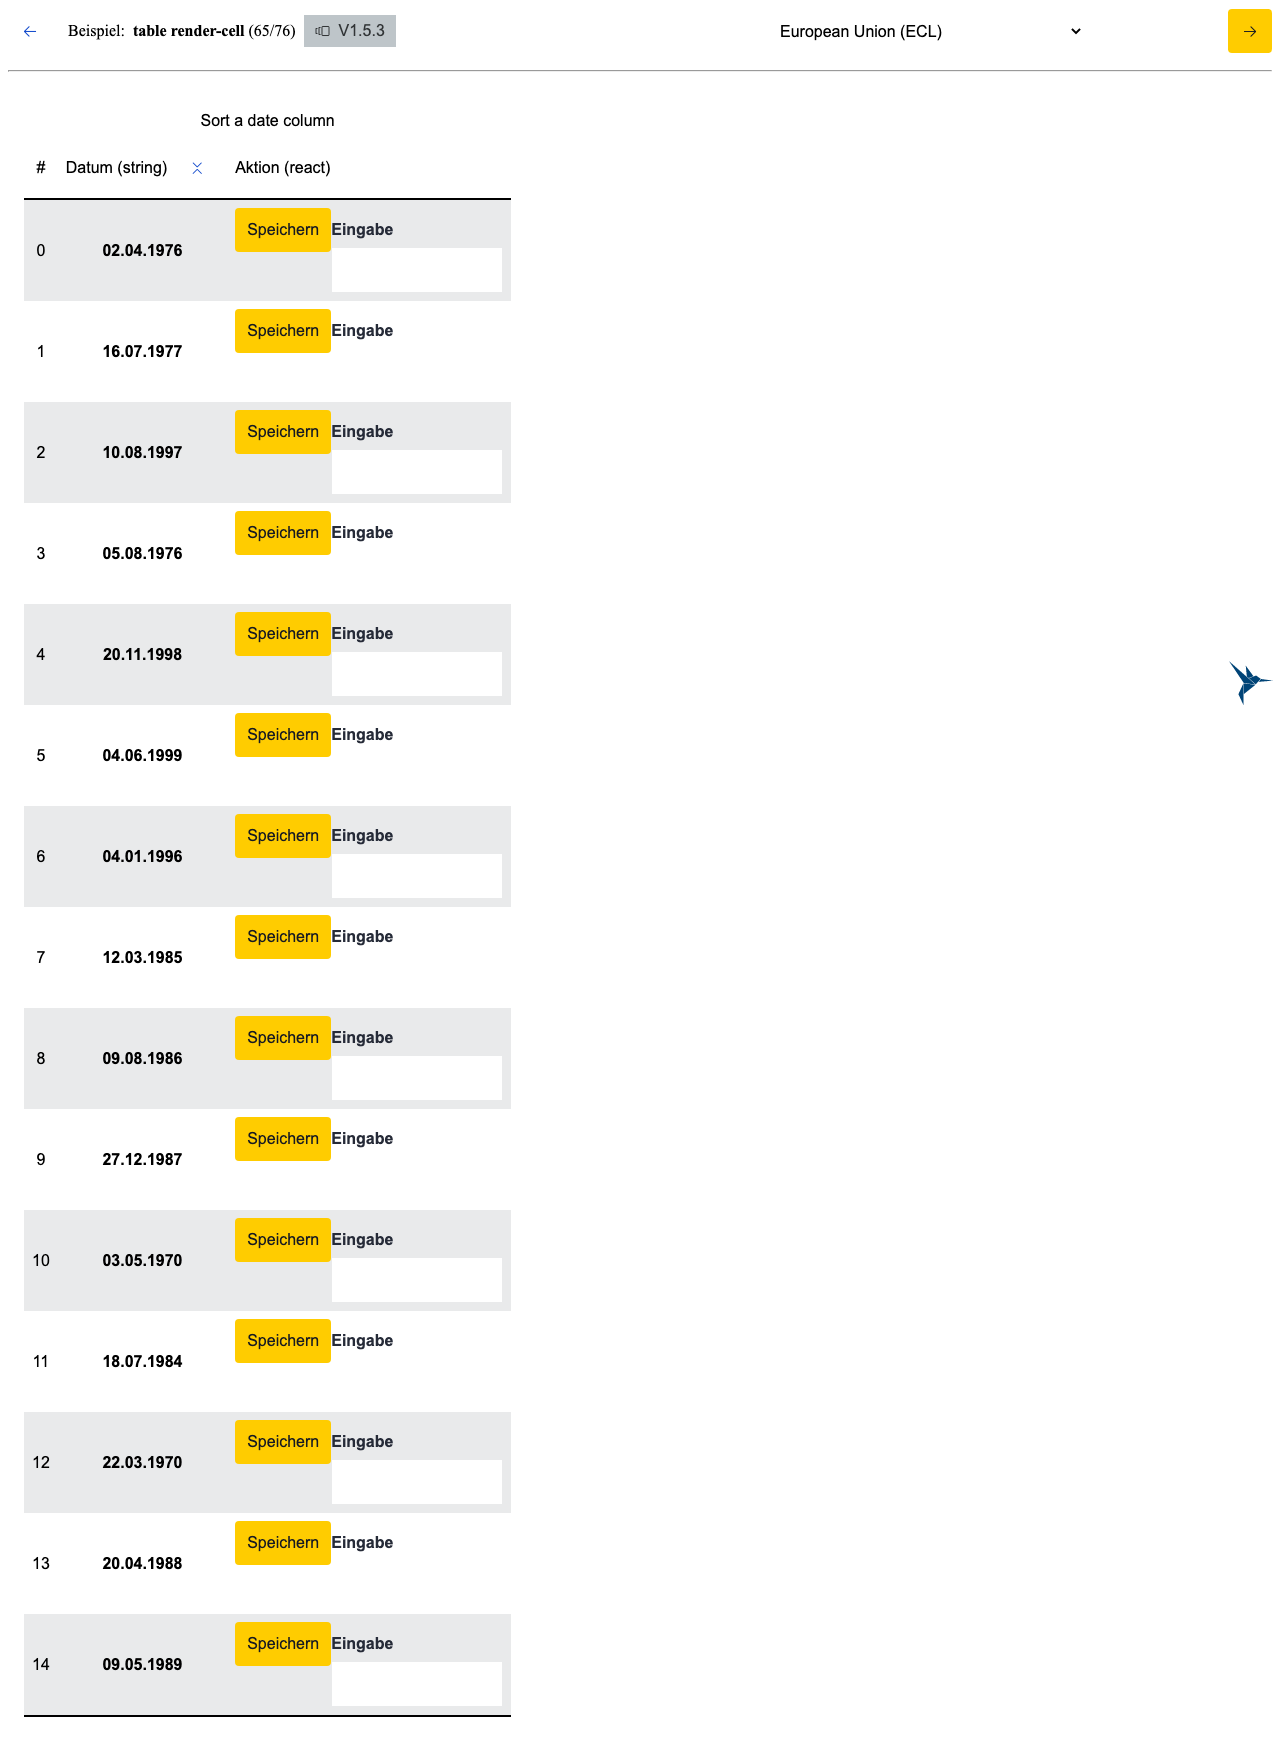 Beispiel: table render-cell (65/76) V1.5.3 European Union (ECL)
Sort a date column
# Datum (string) Aktion (react)
0 02.04.1976 Speichern Eingabe
1 16.07.1977 Speichern Eingabe
2 10.08.1997 Speichern Eingabe
3 05.08.1976 Speichern Eingabe
4 20.11.1998 Speichern Eingabe
5 04.06.1999 Speichern Eingabe
6 04.01.1996 Speichern Eingabe
7 12.03.1985 Speichern Eingabe
8 09.08.1986 Speichern Eingabe
9 27.12.1987 Speichern Eingabe
10 03.05.1970 Speichern Eingabe
11 18.07.1984 Speichern Eingabe
12 22.03.1970 Speichern Eingabe
13 20.04.1988 Speichern Eingabe
14 09.05.1989 Speichern Eingabe